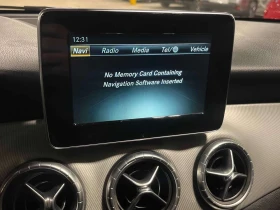 12:31
Navi Radio Media Tel/ Vehicle
No Memory Card Containing
Navigation Software Inserted